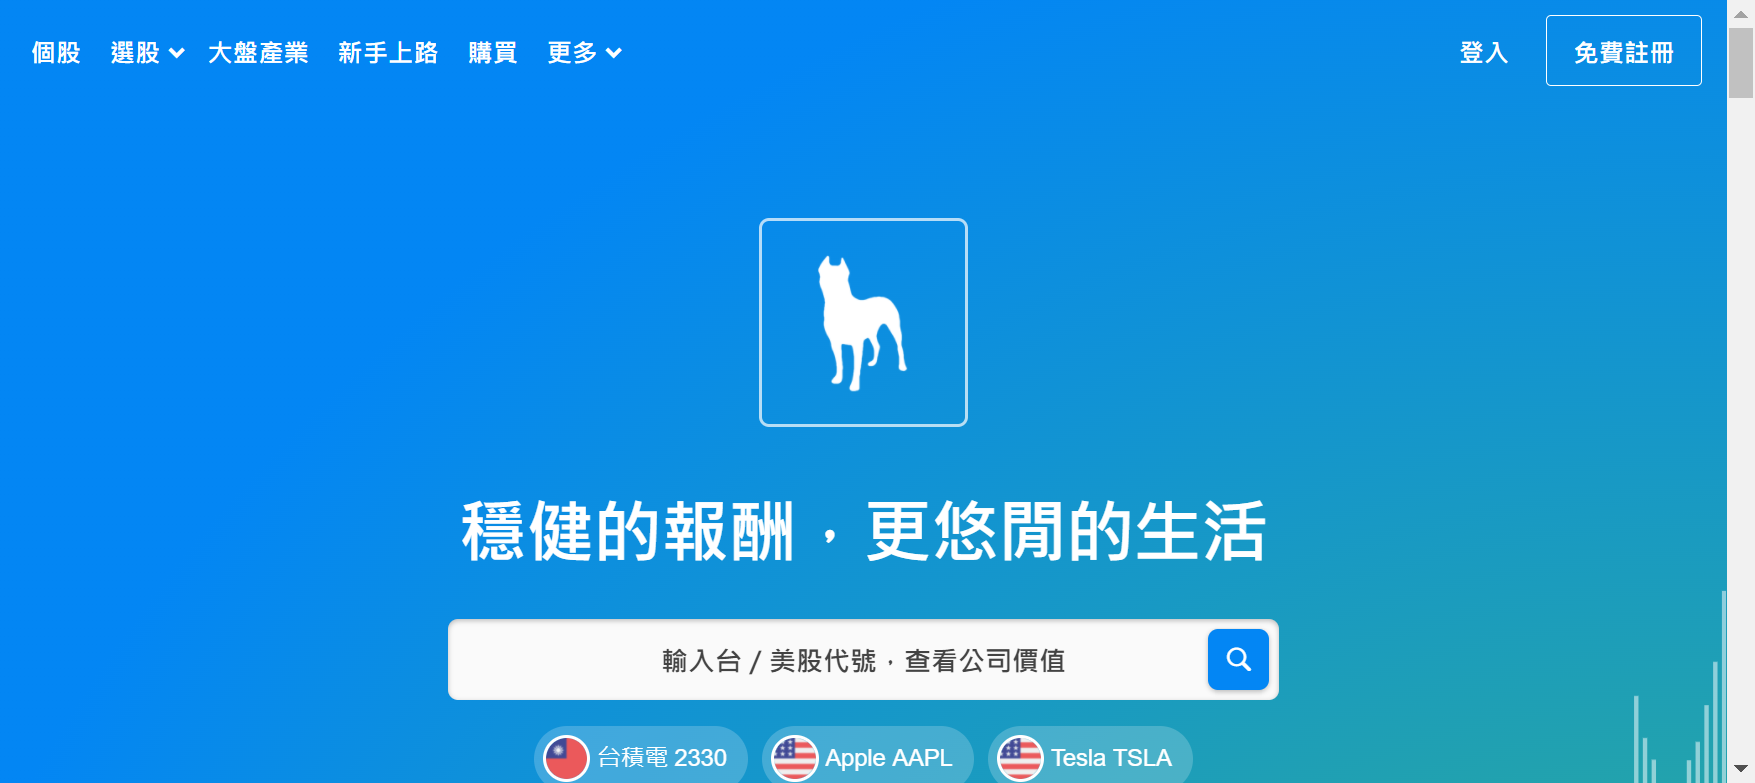 個股 選股 大盤產業 新手上路 購買 更多 登入 免費註冊
穩健的報酬，更悠閒的生活
輸入台 / 美股代號，查看公司價值
台積電 2330 Apple AAPL Tesla TSLA